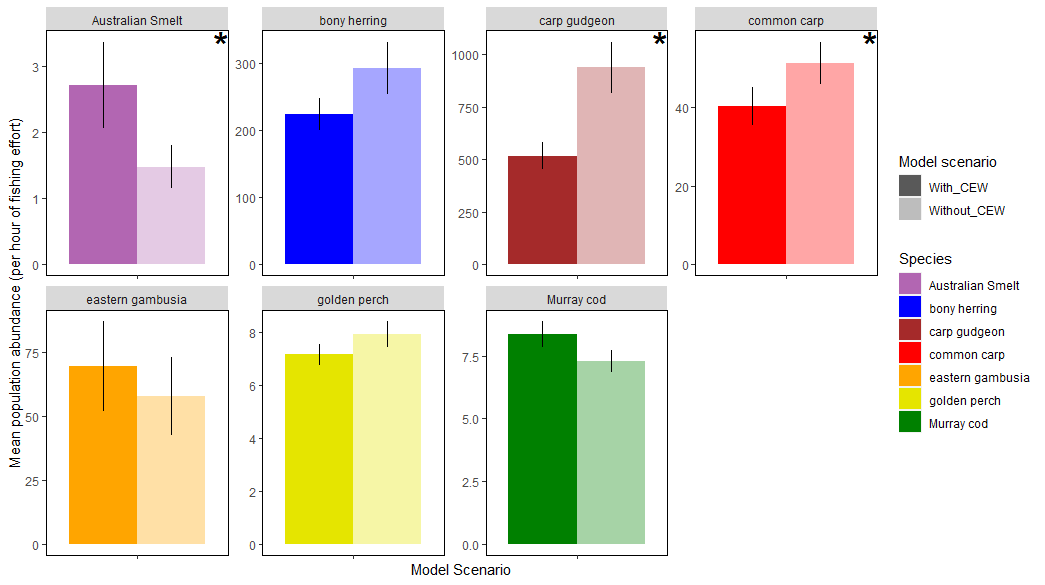 Australian Smelt
bony herring
carp gudgeon
common carp
*
*
*
3
2
1
0
300
200
100
0
1000
750
500
250
0
40
20
0
eastern gambusia
golden perch
Murray cod
75
50
25
0
8
6
4
2
0
7.5
5.0
2.5
0.0
Mean population abundance (per hour of fishing effort)
Model Scenario
Model scenario
With_CEW
Without_CEW
Species
Australian Smelt
bony herring
carp gudgeon
common carp
eastern gambusia
golden perch
Murray cod